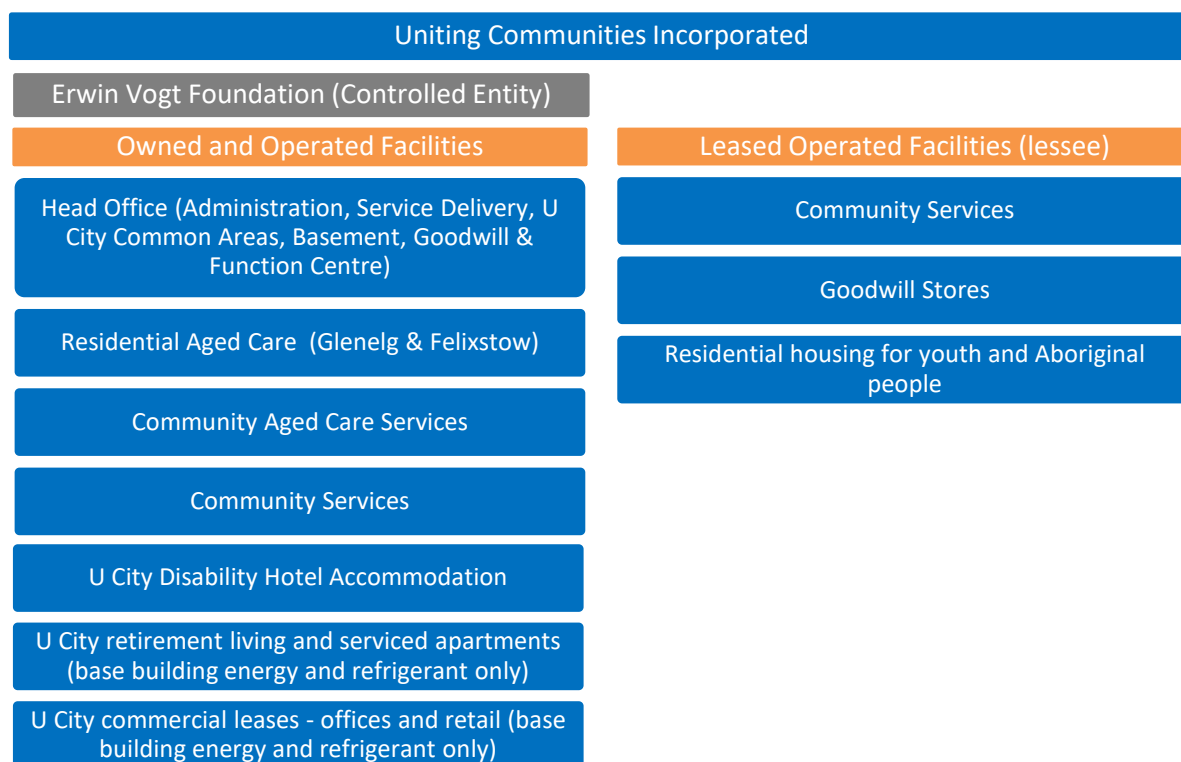 Uniting Communities Incorporated
Erwin Vogt Foundation (Controlled Entity)
Owned and Operated Facilities
Head Office (Administration, Service Delivery, U
City Common Areas, Basement, Goodwill &
Function Centre)
Residential Aged Care (Glenelg & Felixstow)
Community Aged Care Services
Community Services
U City Disability Hotel Accommodation
U City retirement living and serviced apartments
(base building energy and refrigerant only)
U City commercial leases - offices and retail (base
building energy and refrigerant only)
Leased Operated Facilities (lessee)
Community Services
Goodwill Stores
Residential housing for youth and Aboriginal
people